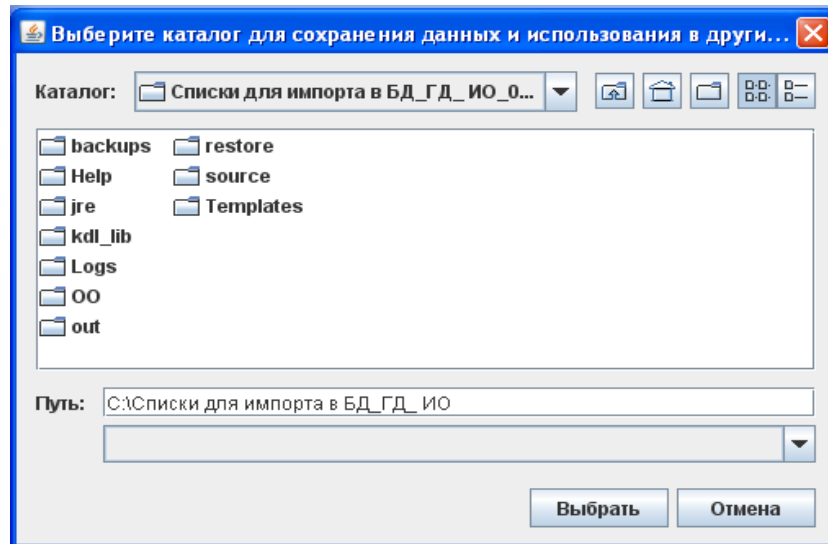 Выберите каталог для сохранения данных и использования в други...
Каталог: Списки для импорта в БД_ГД_ ИО_0...
backups restore
Help source
jre Templates
kdl_lib
Logs
OO
out
Путь: C:\Списки для импорта в БД_ГД_ ИО
Выбрать Отмена